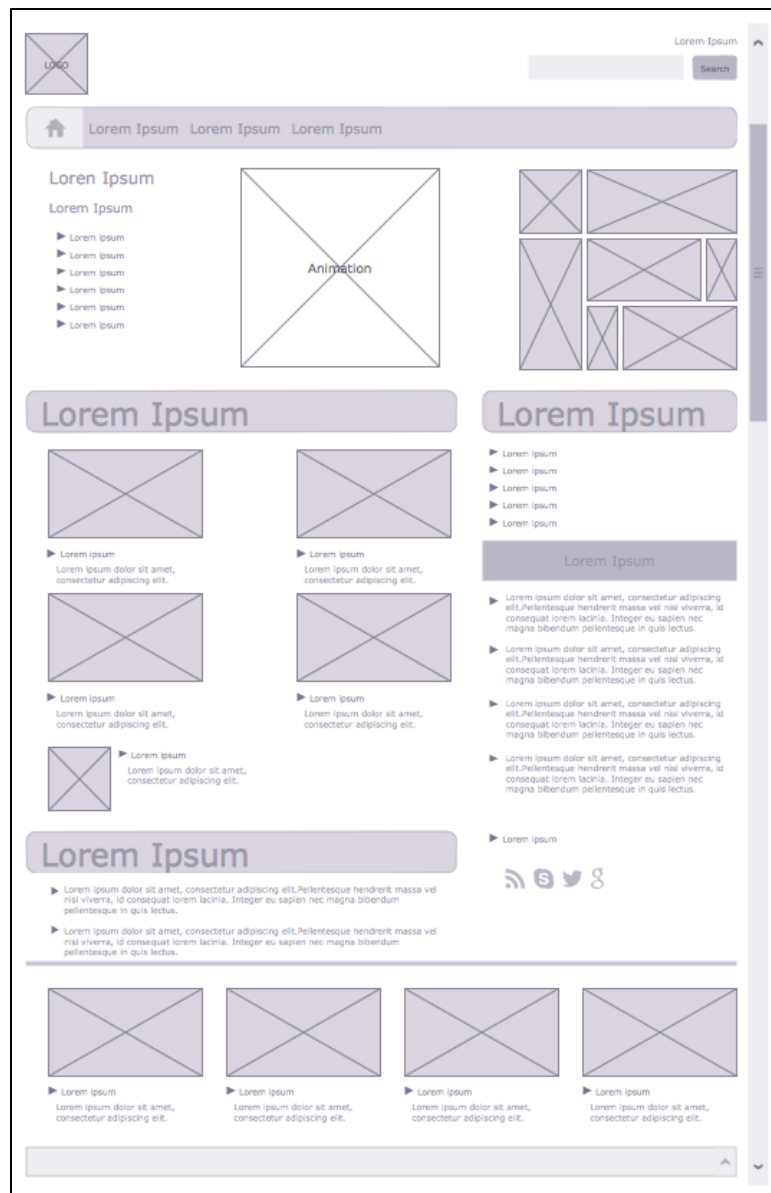 Lorem Ipsum
LOGO
Search
Lorem Ipsum Lorem Ipsum Lorem Ipsum
Loren Ipsum
Lorem Ipsum
Lorem ipsum
Lorem ipsum
Lorem ipsum
Lorem ipsum
Lorem ipsum
Lorem ipsum
Animation
Lorem Ipsum
Lorem ipsum
Lorem ipsum dolor sit amet,
consectetur adipiscing elit.
Lorem ipsum
Lorem ipsum dolor sit amet,
consectetur adipiscing elit.
Lorem ipsum
Lorem ipsum dolor sit amet,
consectetur adipiscing elit.
Lorem ipsum
Lorem ipsum dolor sit amet,
consectetur adipiscing elit.
Lorem ipsum
Lorem ipsum dolor sit amet,
consectetur adipiscing elit.
Lorem Ipsum
Lorem ipsum dolor sit amet, consectetur adipiscing elit.Pellentesque hendrerit massa vel
nisi viverra, id consequat lorem lacinia. Integer eu sapien nec magna bibendum
pellentesque in quis lectus.
Lorem ipsum dolor sit amet, consectetur adipiscing elit.Pellentesque hendrerit massa vel
nisi viverra, id consequat lorem lacinia. Integer eu sapien nec magna bibendum
pellentesque in quis lectus.
Lorem Ipsum
Lorem ipsum
Lorem ipsum
Lorem ipsum
Lorem ipsum
Lorem ipsum
Lorem Ipsum
Lorem ipsum dolor sit amet, consectetur adipiscing
elit.Pellentesque hendrerit massa vel nisi viverra, id
consequat lorem lacinia. Integer eu sapien nec
magna bibendum pellentesque in quis lectus.
Lorem ipsum dolor sit amet, consectetur adipiscing
elit.Pellentesque hendrerit massa vel nisi viverra, id
consequat lorem lacinia. Integer eu sapien nec
magna bibendum pellentesque in quis lectus.
Lorem ipsum dolor sit amet, consectetur adipiscing
elit.Pellentesque hendrerit massa vel nisi viverra, id
consequat lorem lacinia. Integer eu sapien nec
magna bibendum pellentesque in quis lectus.
Lorem ipsum dolor sit amet, consectetur adipiscing
elit.Pellentesque hendrerit massa vel nisi viverra, id
consequat lorem lacinia. Integer eu sapien nec
magna bibendum pellentesque in quis lectus.
Lorem ipsum
Lorem ipsum
Lorem ipsum dolor sit amet,
consectetur adipiscing elit.
Lorem ipsum
Lorem ipsum dolor sit amet,
consectetur adipiscing elit.
Lorem ipsum
Lorem ipsum dolor sit amet,
consectetur adipiscing elit.
Lorem ipsum
Lorem ipsum dolor sit amet,
consectetur adipiscing elit.